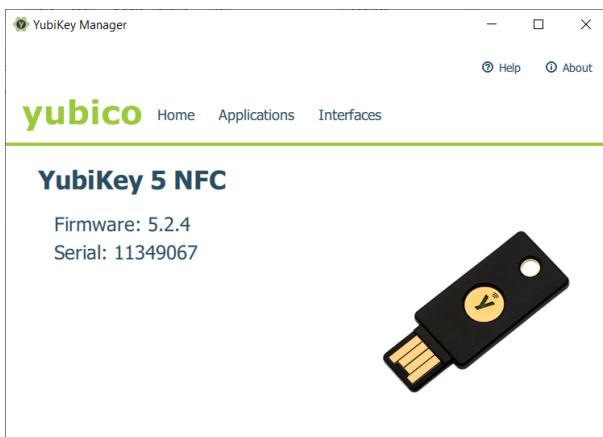 YubiKey Manager
Help About
yubico Home Applications Interfaces
YubiKey 5 NFC
Firmware: 5.2.4
Serial: 11349067
y